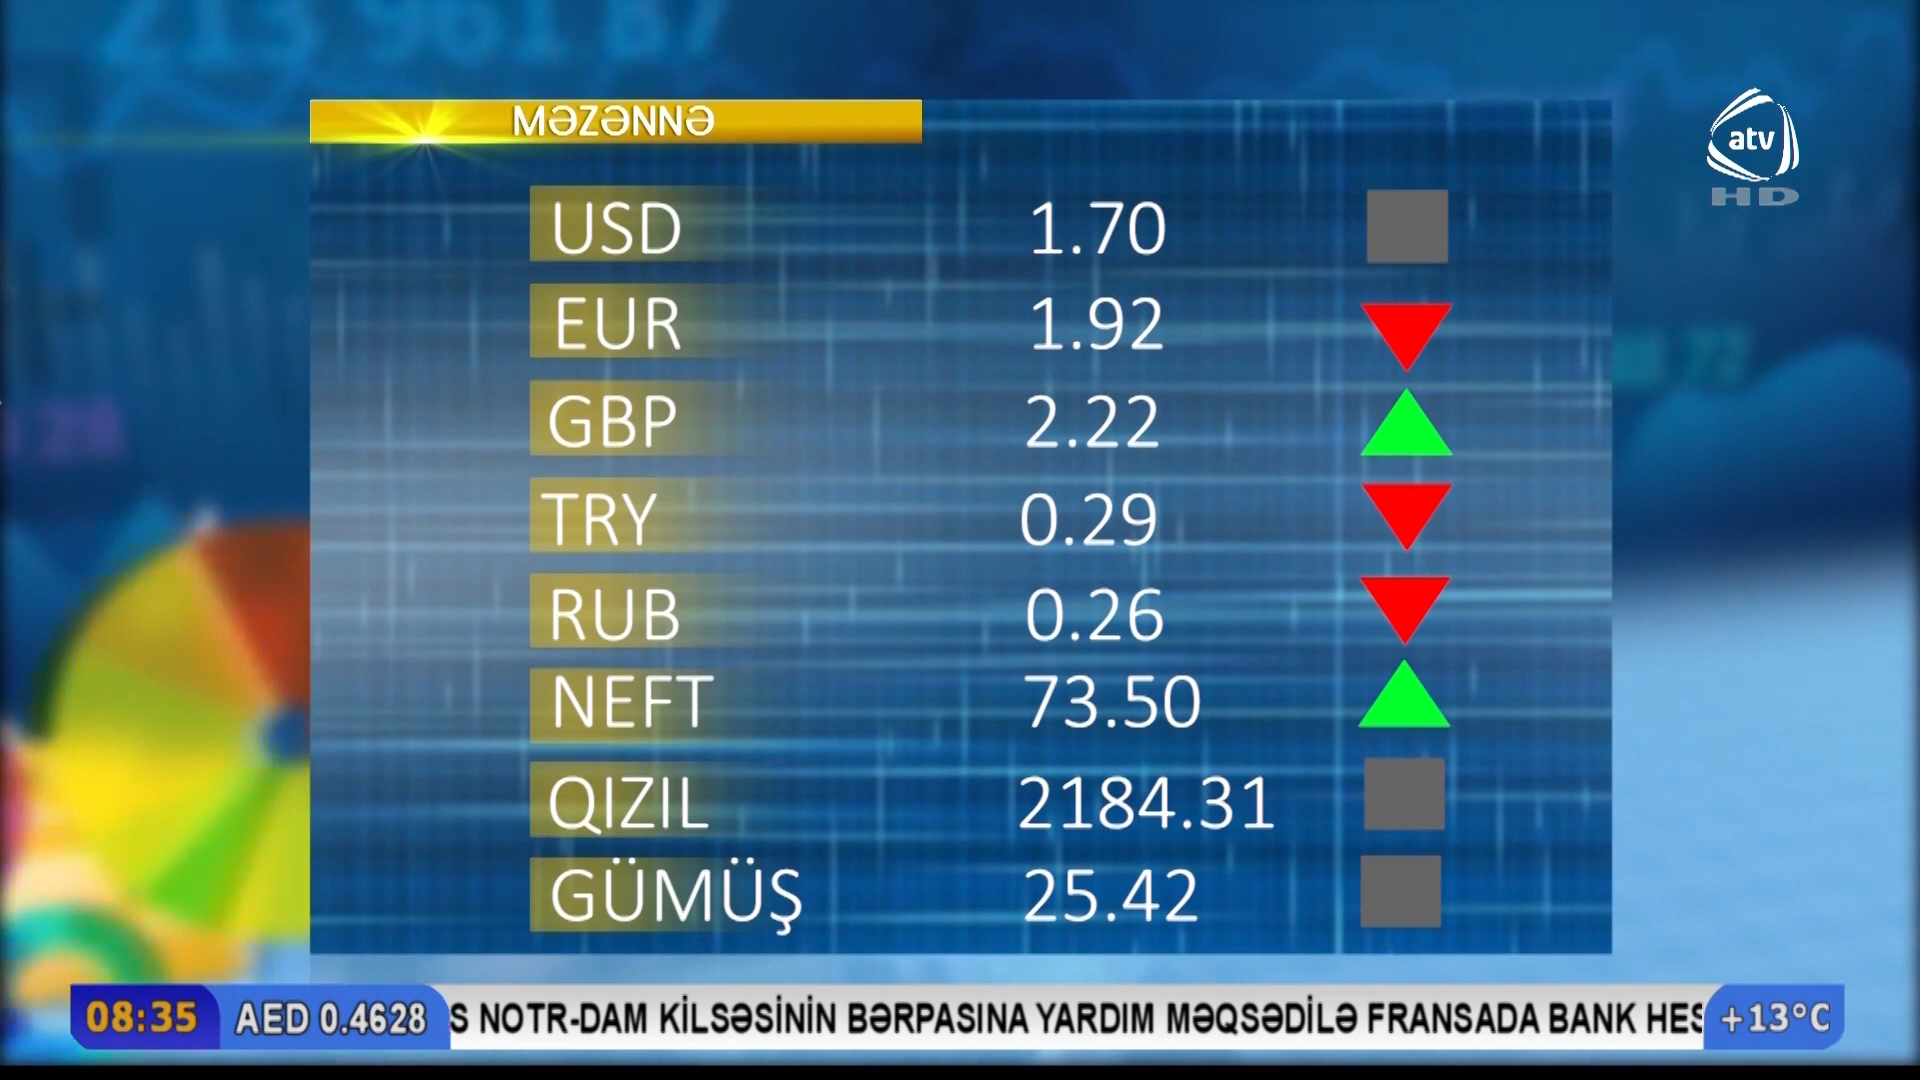 MƏZƏNNƏ
atv
HD
USD 1.70
EUR 1.92
GBP 2.22
TRY 0.29
RUB 0.26
NEFT 73.50
QIZIL 2184.31
GÜMÜŞ 25.42
08:35 AED 0.4628 S NOTR-DAM KİLSƏSİNİN BƏRPASINA YARDIM MƏQSƏDİLƏ FRANSADA BANK HES +13°C